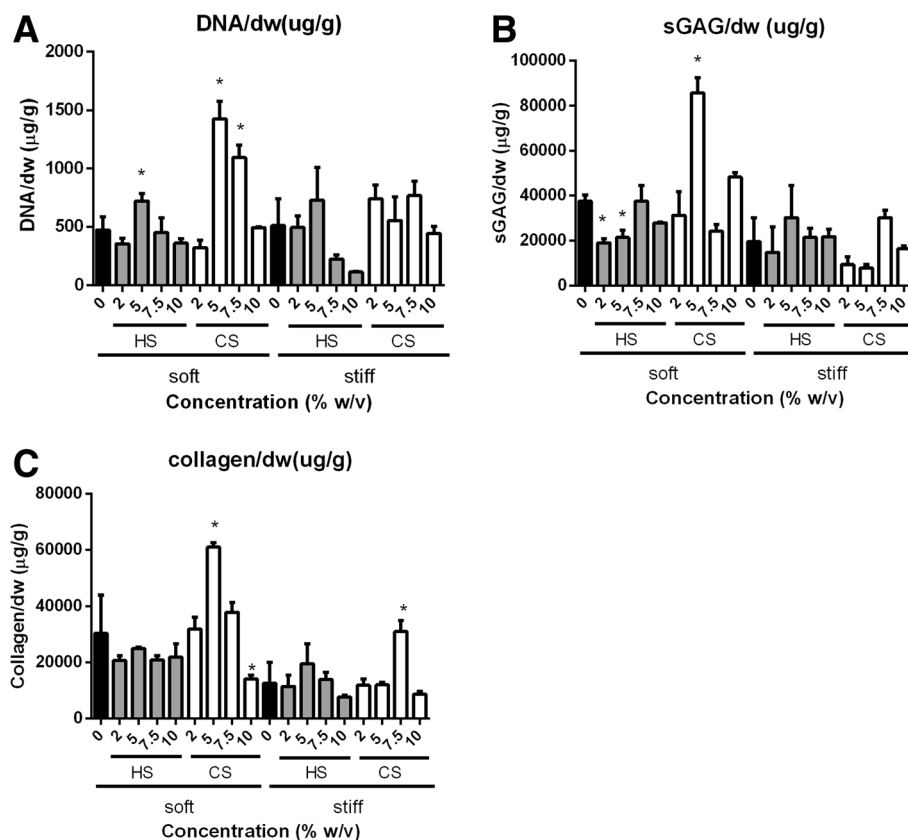 A
DNA/dw(ug/g)
DNA/dw (µg/g)
2000
1500
1000
500
0
* * *
0 2 5 7.5 10 2 5 7.5 10 0 2 5 7.5 10 2 5 7.5 10
HS CS HS CS
soft stiff
Concentration (% w/v)
B
sGAG/dw (ug/g)
sGAG/dw (µg/g)
100000
80000
60000
40000
20000
0
* * *
0 2 5 7.5 10 2 5 7.5 10 0 2 5 7.5 10 2 5 7.5 10
HS CS HS CS
soft stiff
Concentration (% w/v)
C
collagen/dw(ug/g)
Collagen/dw (µg/g)
80000
60000
40000
20000
0
* * *
0 2 5 7.5 10 2 5 7.5 10 0 2 5 7.5 10 2 5 7.5 10
HS CS HS CS
soft stiff
Concentration (% w/v)